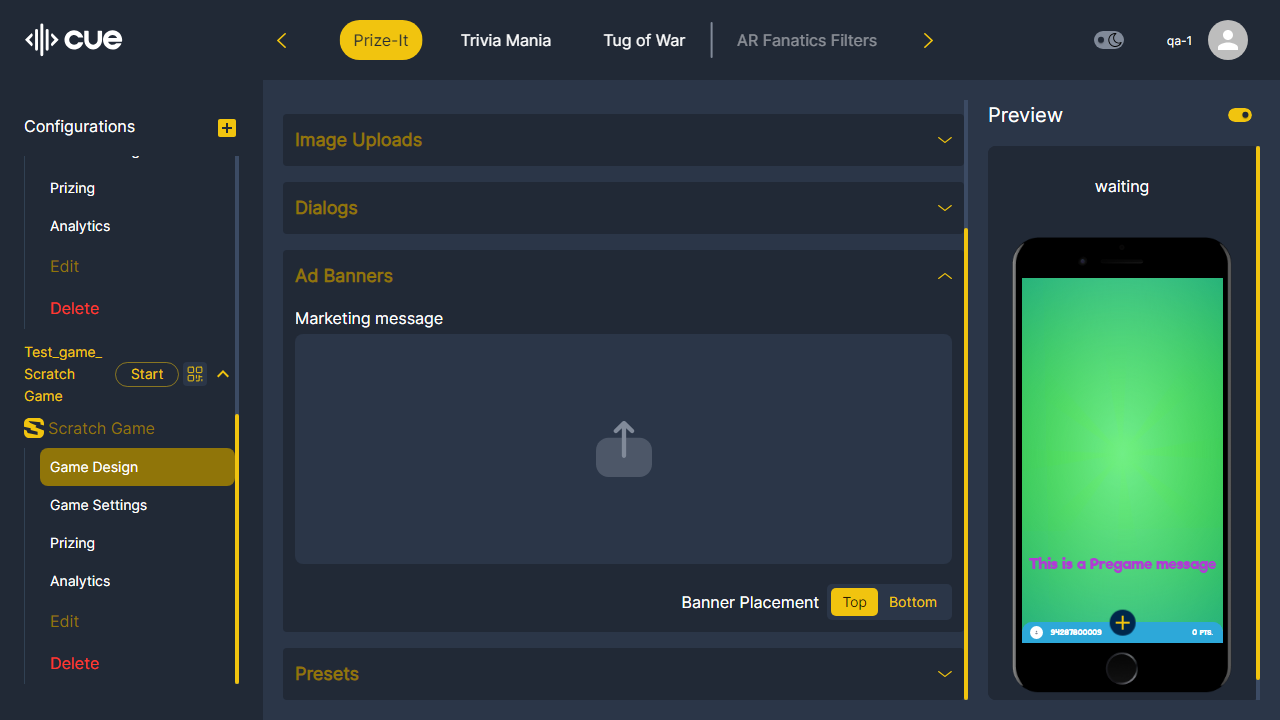 cue
Prize-It
Trivia Mania
Tug of War
AR Fanatics Filters
qa-1
Configurations
Prizing
Analytics
Edit
Delete
Test_game_
Scratch
Game
Start
Scratch Game
Game Design
Game Settings
Prizing
Analytics
Edit
Delete
Image Uploads
Dialogs
Ad Banners
Marketing message
Banner Placement
Top
Bottom
Presets
Preview
waiting
This is a Pregame message
94287600009
0 PTS.